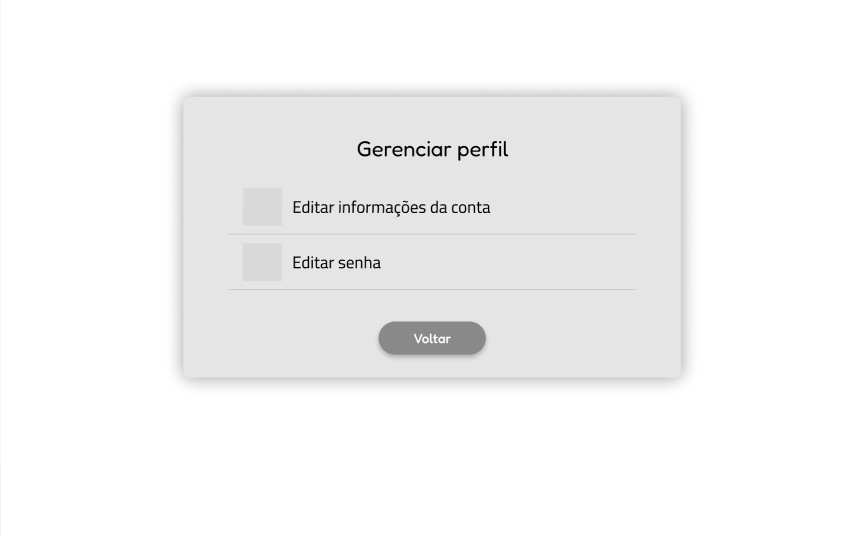 Gerenciar perfil
Editar informações da conta
Editar senha
Voltar